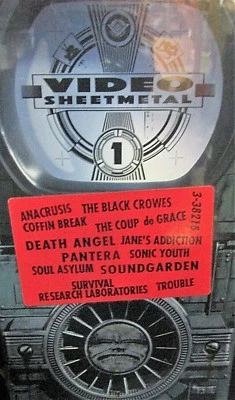 VIDEO
SHEETMETAL
1
ANACRUSIS THE BLACK CROWES
COFFIN BREAK THE COUP de GRACE
DEATH ANGEL JANE'S ADDICTION
PANTERA SONIC YOUTH
SOUL ASYLUM SOUNDGARDEN
SURVIVAL
RESEARCH LABORATORIES TROUBLE
3-38215